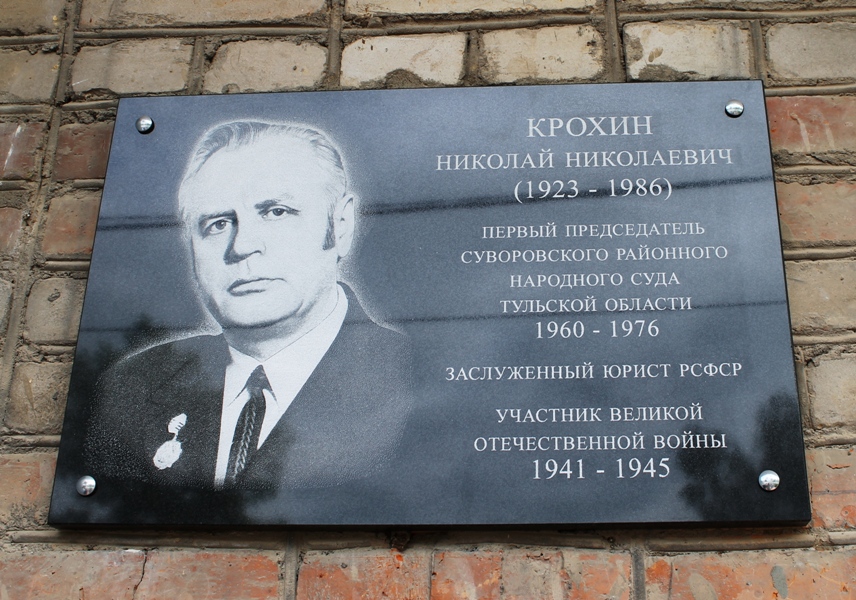 КРОХИН
НИКОЛАЙ НИКОЛАЕВИЧ
(1923 - 1986)
ПЕРВЫЙ ПРЕДСЕДАТЕЛЬ
СУВОРОВСКОГО РАЙОННОГО
НАРОДНОГО СУДА
ТУЛЬСКОЙ ОБЛАСТИ
1960 - 1976
ЗАСЛУЖЕННЫЙ ЮРИСТ РСФСР
УЧАСТНИК ВЕЛИКОЙ
ОТЕЧЕСТВЕННОЙ ВОЙНЫ
1941 - 1945